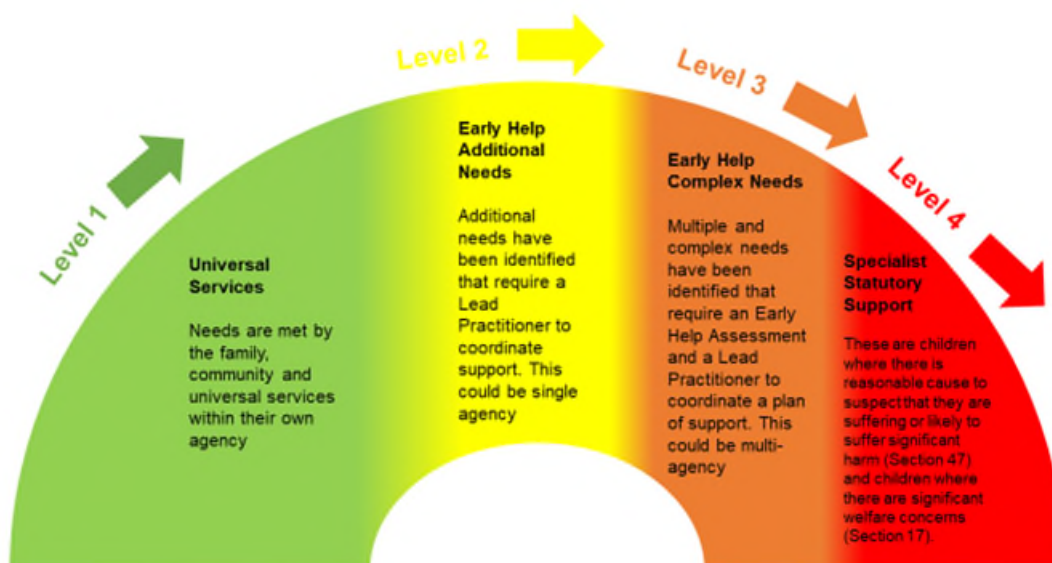 Level 1
Universal
Services
Needs are met by
the family,
community and
universal services
within their own
agency
Level 2
Early Help
Additional
Needs
Additional
needs have
been identified
that require a
Lead
Practitioner to
coordinate
support. This
could be single
agency
Level 3
Early Help
Complex Needs
Multiple and
complex needs
have been
identified that
require an Early
Help Assessment
and a Lead
Practitioner to
coordinate a plan
of support. This
could be multi-
agency
Level 4
Specialist
Statutory
Support
These are children
where there is
reasonable cause to
suspect that they are
suffering or likely to
suffer significant
harm (Section 47)
and children where
there are significant
welfare concerns
(Section 17).